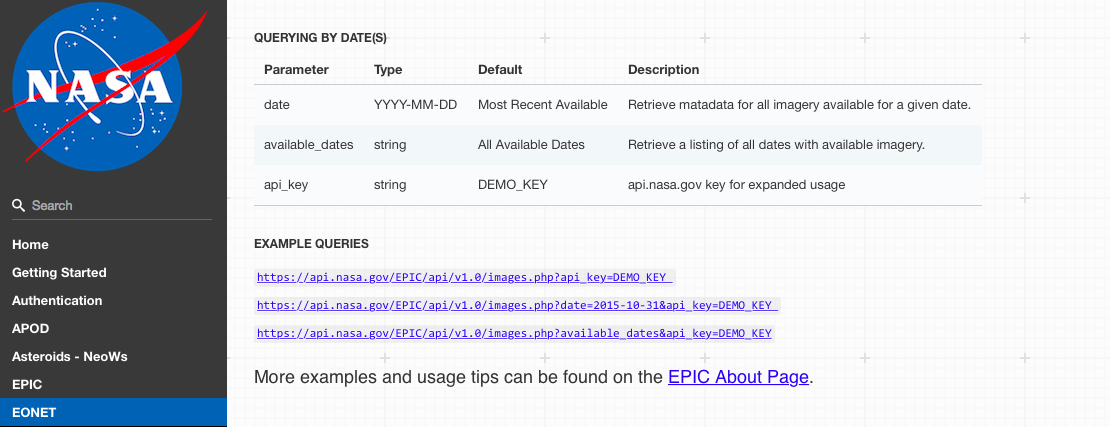 NASA
Search
Home
Getting Started
Authentication
APOD
Asteroids - NeoWs
EPIC
EONET
QUERYING BY DATE(S)
Parameter Type Default Description
date YYYY-MM-DD Most Recent Available Retrieve matadata for all imagery available for a given date.
available_dates string All Available Dates Retrieve a listing of all dates with available imagery.
api_key string DEMO_KEY api.nasa.gov key for expanded usage
EXAMPLE QUERIES
https://api.nasa.gov/EPIC/api/v1.0/images.php?api_key=DEMO_KEY
https://api.nasa.gov/EPIC/api/v1.0/images.php?date=2015-10-31&api_key=DEMO_KEY
https://api.nasa.gov/EPIC/api/v1.0/images.php?available_dates&api_key=DEMO_KEY
More examples and usage tips can be found on the EPIC About Page.